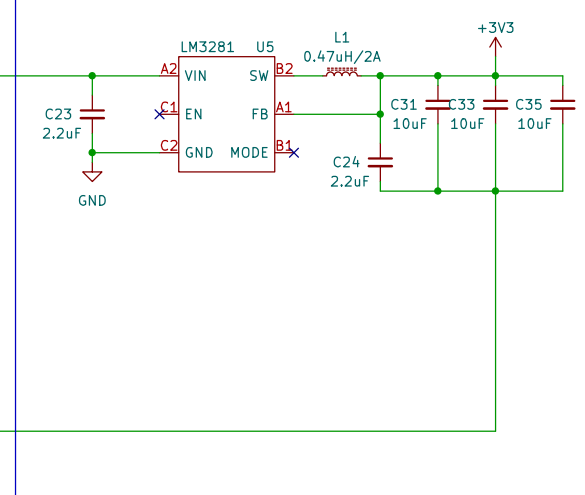 +3V3
L1
0.47uH/2A
LM3281 U5
A2 VIN SW B2
C1 EN FB A1
C2 GND MODE B1
C23
2.2uF
C31 C33 C35
10uF 10uF 10uF
C24
2.2uF
GND